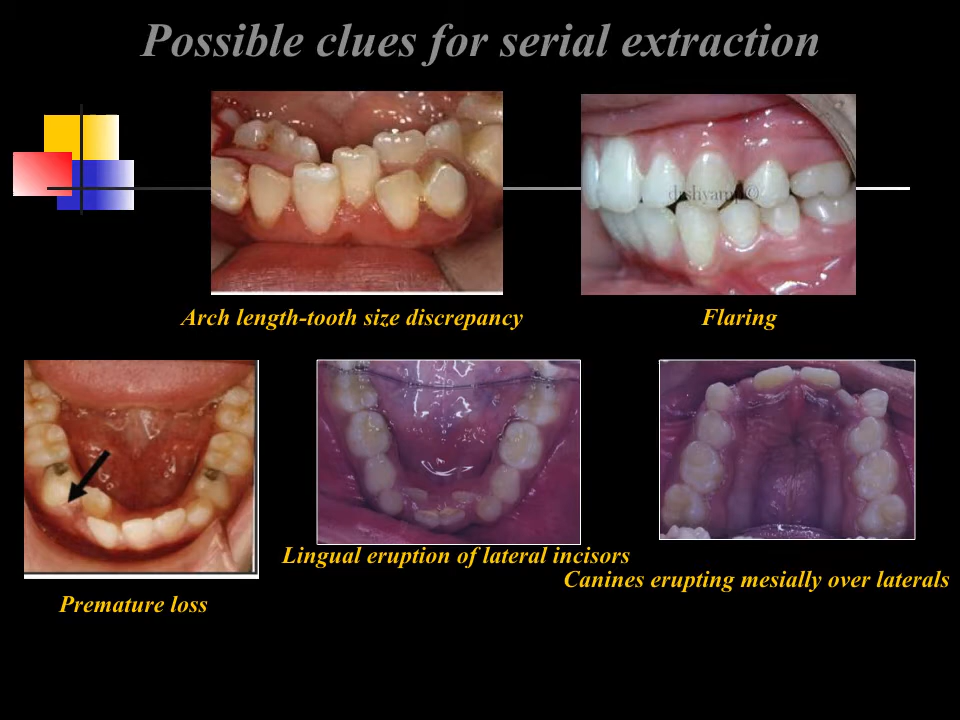 Possible clues for serial extraction
Arch length-tooth size discrepancy
Flaring
Lingual eruption of lateral incisors
Canines erupting mesially over laterals
Premature loss